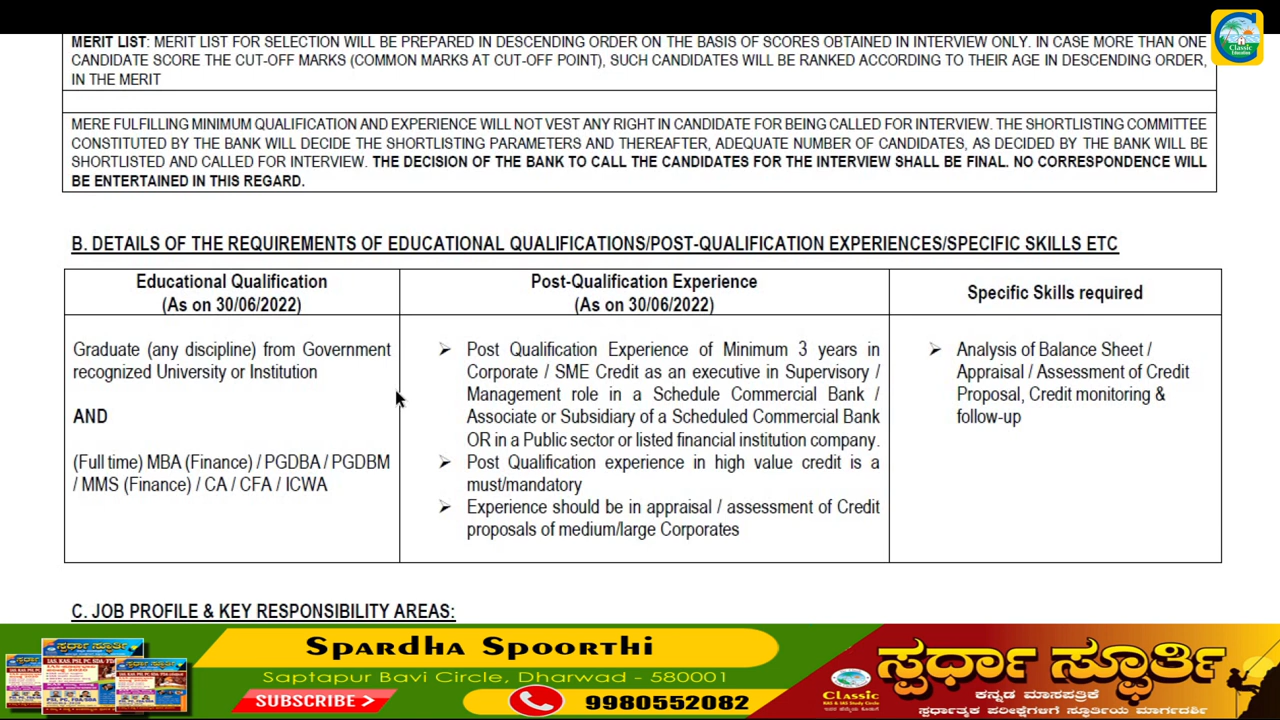 MERIT LIST: MERIT LIST FOR SELECTION WILL BE PREPARED IN DESCENDING ORDER ON THE BASIS OF SCORES OBTAINED IN INTERVIEW ONLY. IN CASE MORE THAN ONE
CANDIDATE SCORE THE CUT-OFF MARKS (COMMON MARKS AT CUT-OFF POINT), SUCH CANDIDATES WILL BE RANKED ACCORDING TO THEIR AGE IN DESCENDING ORDER,
IN THE MERIT
MERE FULFILLING MINIMUM QUALIFICATION AND EXPERIENCE WILL NOT VEST ANY RIGHT IN CANDIDATE FOR BEING CALLED FOR INTERVIEW. THE SHORTLISTING COMMITTEE
CONSTITUTED BY THE BANK WILL DECIDE THE SHORTLISTING PARAMETERS AND THEREAFTER, ADEQUATE NUMBER OF CANDIDATES, AS DECIDED BY THE BANK WILL BE
SHORTLISTED AND CALLED FOR INTERVIEW. THE DECISION OF THE BANK TO CALL THE CANDIDATES FOR THE INTERVIEW SHALL BE FINAL. NO CORRESPONDENCE WILL
BE ENTERTAINED IN THIS REGARD.
B. DETAILS OF THE REQUIREMENTS OF EDUCATIONAL QUALIFICATIONS/POST-QUALIFICATION EXPERIENCES/SPECIFIC SKILLS ETC
Educational Qualification
(As on 30/06/2022)
Post-Qualification Experience
(As on 30/06/2022)
Specific Skills required
Graduate (any discipline) from Government
recognized University or Institution
AND
(Full time) MBA (Finance) / PGDBA / PGDBM
/ MMS (Finance) / CA / CFA / ICWA
➢ Post Qualification Experience of Minimum 3 years in
Corporate / SME Credit as an executive in Supervisory /
Management role in a Schedule Commercial Bank /
Associate or Subsidiary of a Scheduled Commercial Bank
OR in a Public sector or listed financial institution company.
➢ Post Qualification experience in high value credit is a
must/mandatory
➢ Experience should be in appraisal / assessment of Credit
proposals of medium/large Corporates
➢ Analysis of Balance Sheet /
Appraisal / Assessment of Credit
Proposal, Credit monitoring &
follow-up
C. JOB PROFILE & KEY RESPONSIBILITY AREAS:
Classic
Education
Spardha Spoorthi
Saptapur Bavi Circle, Dharwad - 580001
SUBSCRIBE >
9980552082
Classic
ಸ್ಪರ್ಧಾ ಸ್ಫೂರ್ತಿ
ಕನ್ನಡ ಮಾಸಪತ್ರಿಕೆ
ಸ್ಪರ್ಧಾತ್ಮಕ ಪರೀಕ್ಷೆಗಳಿಗೆ ಸ್ಫೂರ್ತಿಯ ಮಾರ್ಗದರ್ಶಿ